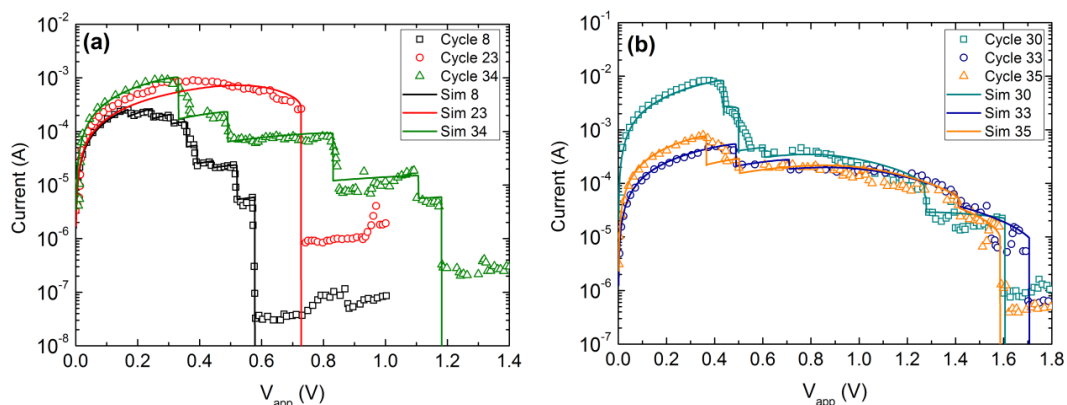 (a)
Cycle 8
Cycle 23
Cycle 34
Sim 8
Sim 23
Sim 34
Current (A)
10⁻¹
10⁻²
10⁻³
10⁻⁴
10⁻⁵
10⁻⁶
10⁻⁷
10⁻⁸
0.0 0.2 0.4 0.6 0.8 1.0 1.2 1.4
V_app (V)
(b)
Cycle 30
Cycle 33
Cycle 35
Sim 30
Sim 33
Sim 35
Current (A)
10⁻¹
10⁻²
10⁻³
10⁻⁴
10⁻⁵
10⁻⁶
10⁻⁷
0.0 0.2 0.4 0.6 0.8 1.0 1.2 1.4 1.6 1.8
V_app (V)